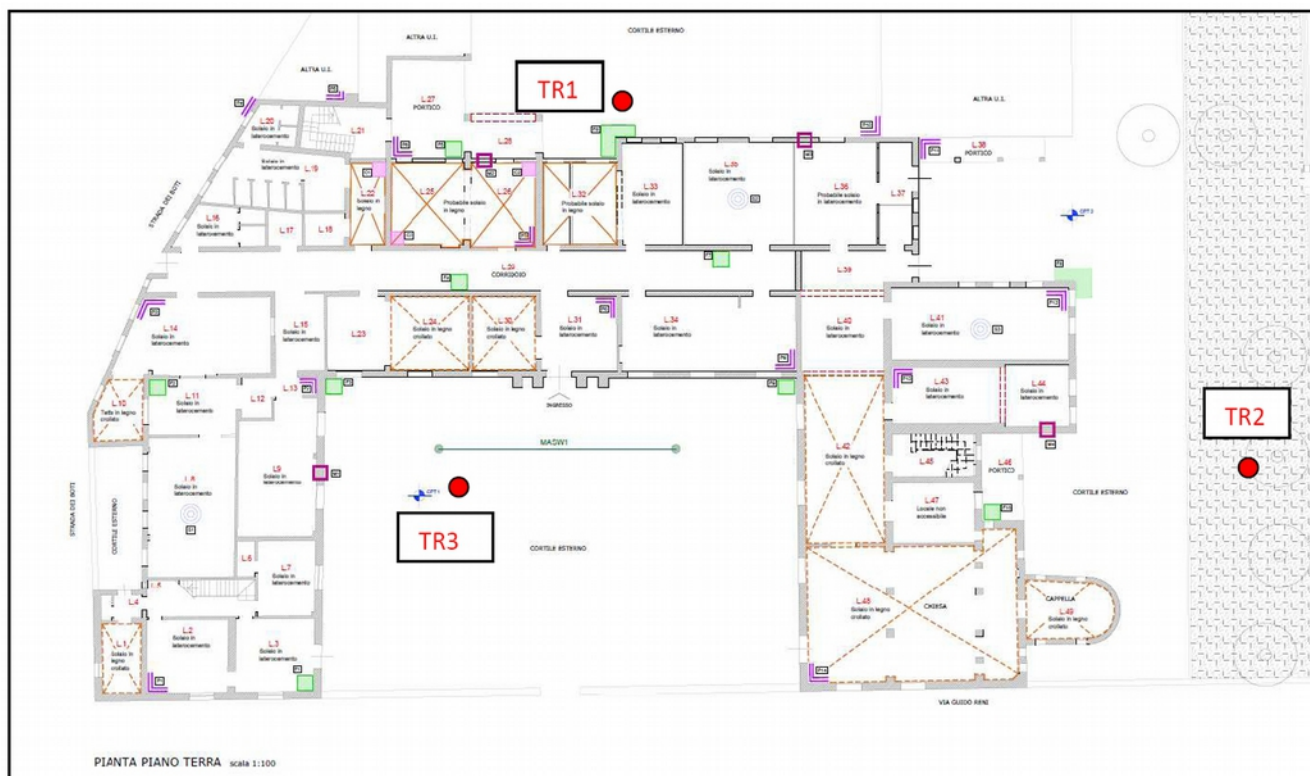 CORTILE ESTERNO
ALTRA U.I.
ALTRA U.I.
TR1
L.27
PORTICO
ALTRA U.I.
L.20
Solaio in
laterocemento
L.21
L.28
L.38
PORTICO
STRADA DEI BOTI
Solaio in
laterocemento
L.19
L.22
Solaio in
legno
L.25
Probabile solaio
in legno
L.26
L.32
Probabile solaio
in legno
L.33
Solaio in
laterocemento
L.35
Solaio in
laterocemento
L.36
Probabile solaio
in laterocemento
L.37
L.16
Solaio in
laterocemento
L.17
L.18
CPT2
L.29
CORRIDOIO
L.39
L.14
Solaio in
laterocemento
L.15
L.23
L.24
Solaio in legno
crollato
L.30
Solaio in legno
crollato
L.31
Solaio in
laterocemento
L.34
Solaio in
laterocemento
L.40
Solaio in
laterocemento
L.41
Solaio in
laterocemento
L.10
Tetto in legno
crollato
L.11
Solaio in
laterocemento
L.12
L.13
INGRESSO
L.43
Solaio in
laterocemento
L.44
Solaio in
laterocemento
TR2
MASW1
L.42
Solaio in legno
crollato
L.45
L.46
PORTICO
L.8
Solaio in
laterocemento
L9
Solaio in
laterocemento
CPT1
TR3
L.47
Locale non
accessibile
CORTILE ESTERNO
STRADA DEI BOTI
CORTILE ESTERNO
CORTILE ESTERNO
L.6
L.7
Solaio in
laterocemento
L.5
L.4
L.1
Solaio in
legno
crollato
L.2
Solaio in
laterocemento
L.3
Solaio in
laterocemento
L.48
Solaio in legno
crollato
CHIESA
CAPPELLA
L.49
Solaio in legno
crollato
VIA GUIDO RENI
PIANTA PIANO TERRA scala 1:100